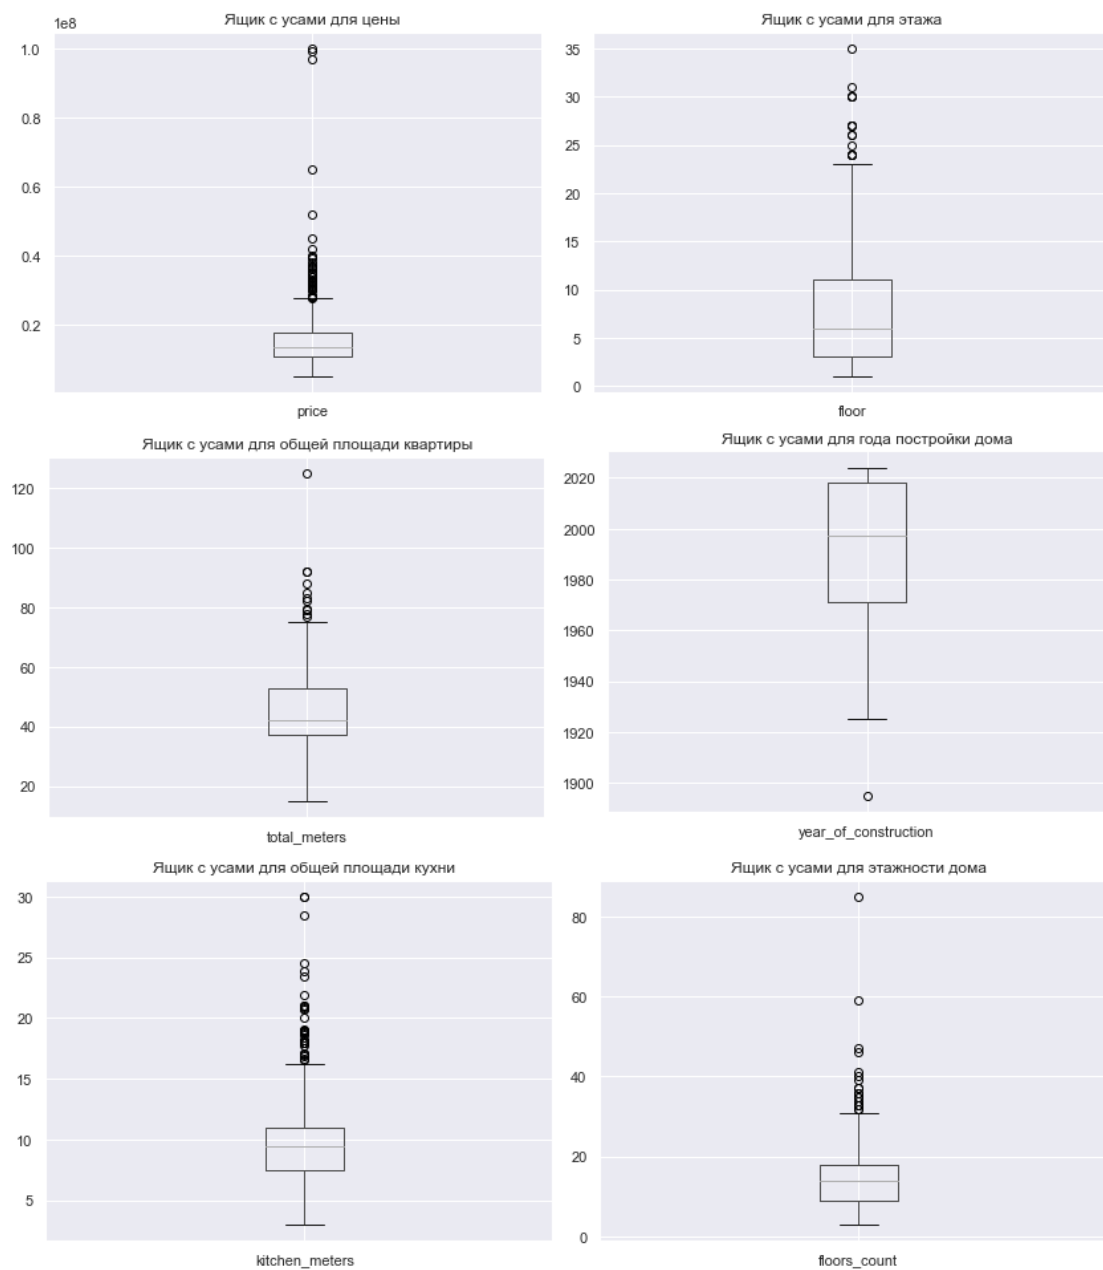 Ящик с усами для цены
1e8
1.0
0.8
0.6
0.4
0.2
price
Ящик с усами для этажа
35
30
25
20
15
10
5
0
floor
Ящик с усами для общей площади квартиры
120
100
80
60
40
20
total_meters
Ящик с усами для года постройки дома
2020
2000
1980
1960
1940
1920
1900
year_of_construction
Ящик с усами для общей площади кухни
30
25
20
15
10
5
kitchen_meters
Ящик с усами для этажности дома
80
60
40
20
0
floors_count